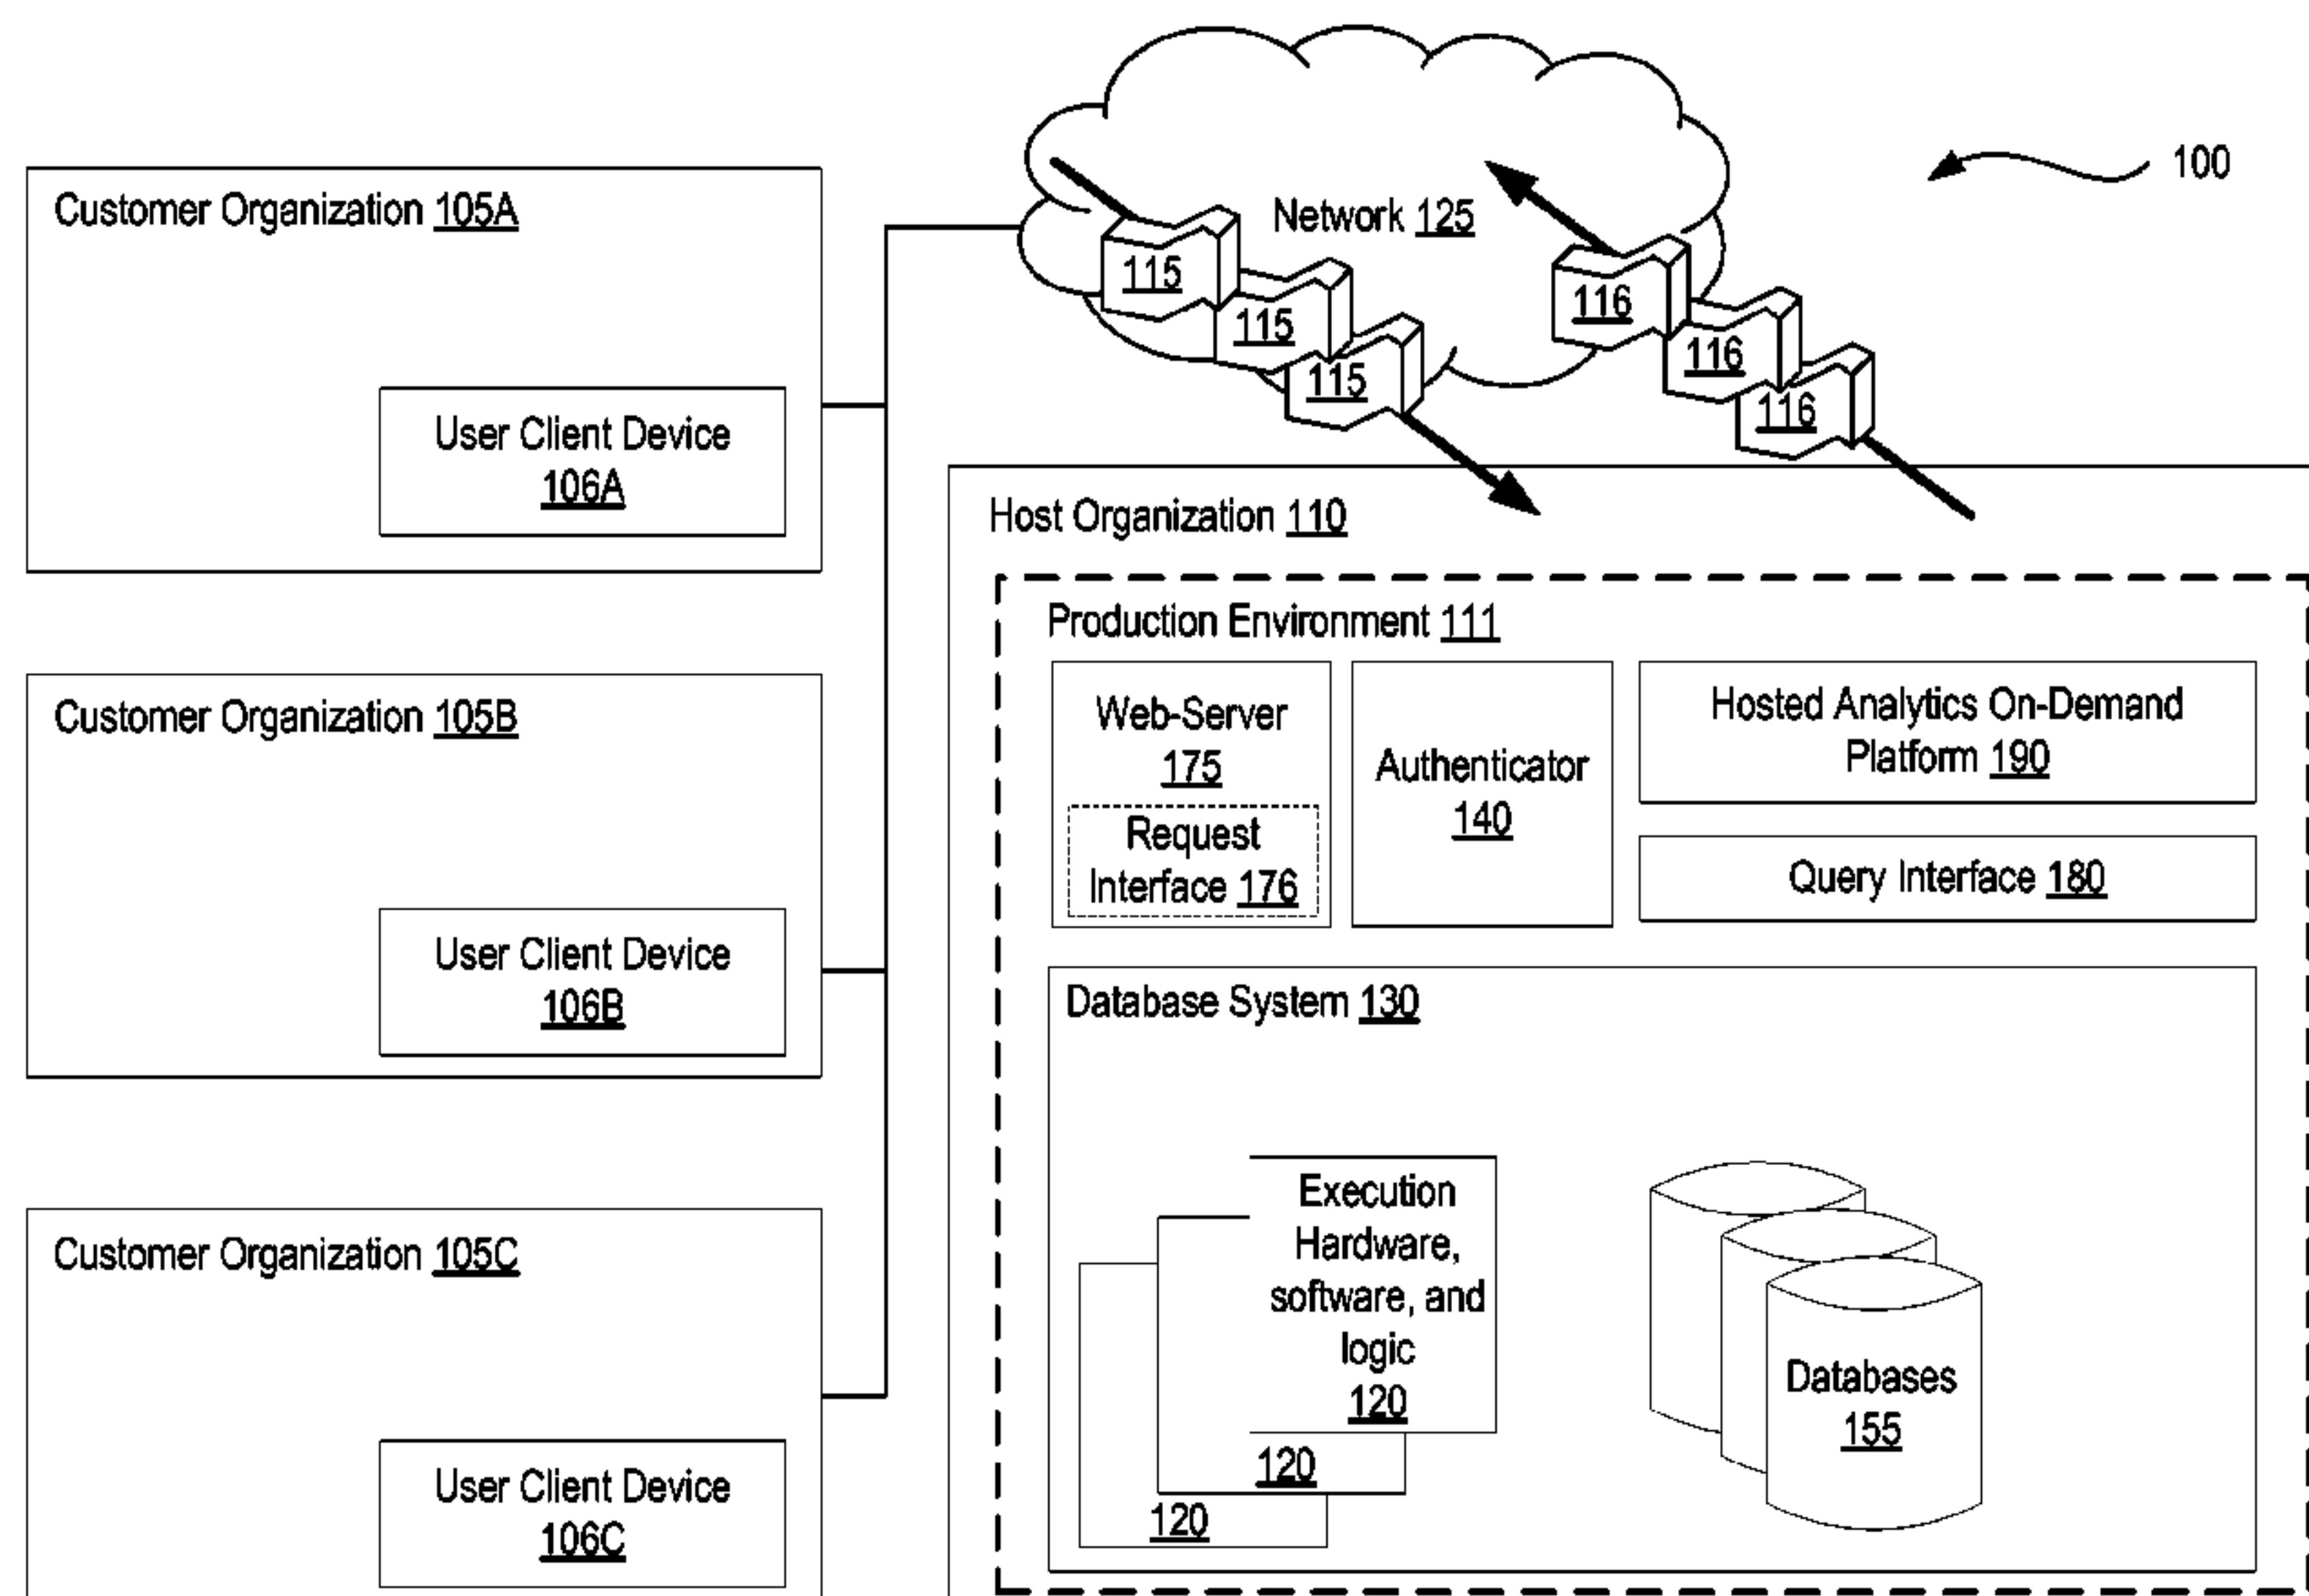 100
Customer Organization 105A
User Client Device
106A
Customer Organization 105B
User Client Device
106B
Customer Organization 105C
User Client Device
106C
Network 125
115
115
115
116
116
116
Host Organization 110
Production Environment 111
Web-Server
175
Request
Interface 176
Authenticator
140
Hosted Analytics On-Demand
Platform 190
Query Interface 180
Database System 130
Execution
Hardware,
software, and
logic
120
120
120
Databases
155